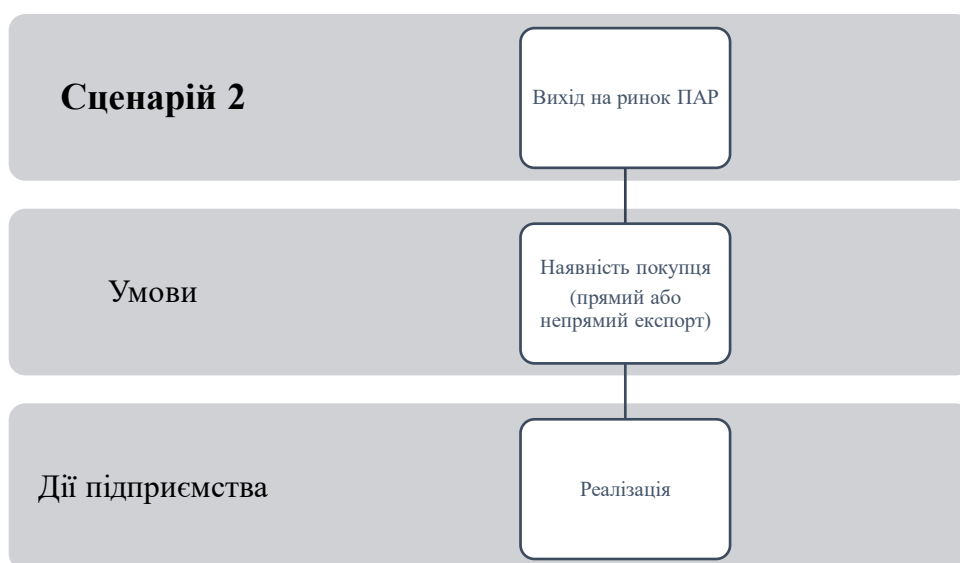 Сценарій 2
Вихід на ринок ПАР
Умови
Наявність покупця
(прямий або
непрямий експорт)
Дії підприємства
Реалізація